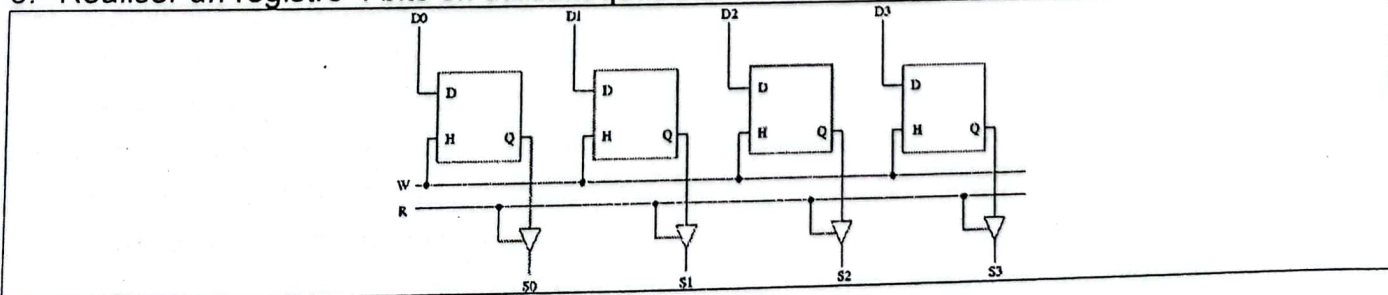 Réaliser un registre 4 bits
D0 D1 D2 D3
D D D D
H Q H Q H Q H Q
W
R
S0 S1 S2 S3